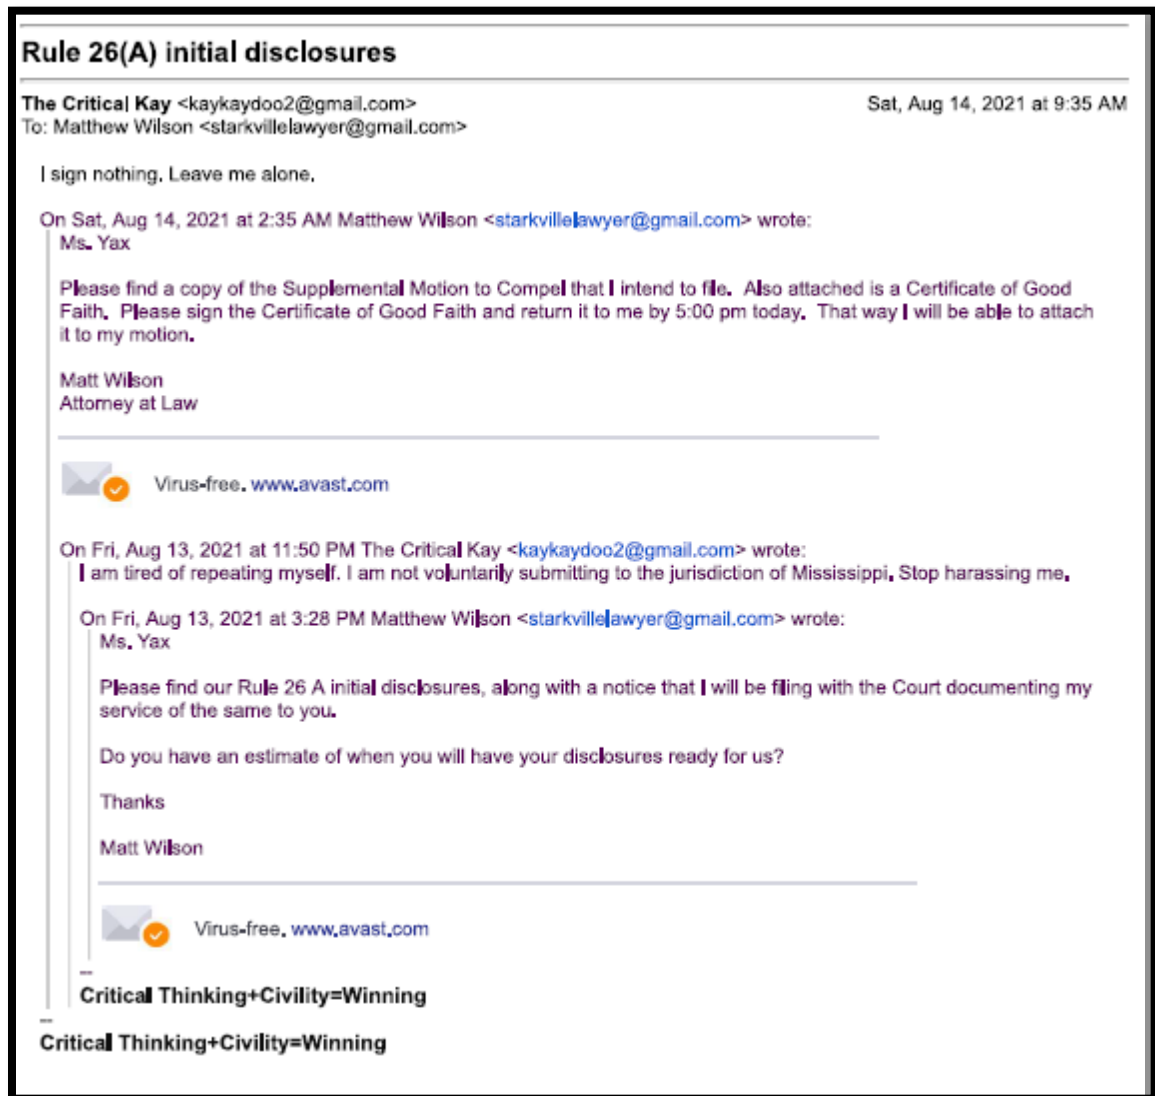 Rule 26(A) initial disclosures
The Critical Kay <kaykaydoo2@gmail.com>
Sat, Aug 14, 2021 at 9:35 AM
To: Matthew Wilson <starkvillelawyer@gmail.com>
I sign nothing. Leave me alone.
On Sat, Aug 14, 2021 at 2:35 AM Matthew Wilson <starkvillelawyer@gmail.com> wrote:
Ms. Yax
Please find a copy of the Supplemental Motion to Compel that I intend to file. Also attached is a Certificate of Good
Faith. Please sign the Certificate of Good Faith and return it to me by 5:00 pm today. That way I will be able to attach
it to my motion.
Matt Wilson
Attorney at Law
Virus-free. www.avast.com
On Fri, Aug 13, 2021 at 11:50 PM The Critical Kay <kaykaydoo2@gmail.com> wrote:
I am tired of repeating myself. I am not voluntarily submitting to the jurisdiction of Mississippi. Stop harassing me.
On Fri, Aug 13, 2021 at 3:28 PM Matthew Wilson <starkvillelawyer@gmail.com> wrote:
Ms. Yax
Please find our Rule 26 A initial disclosures, along with a notice that I will be filing with the Court documenting my
service of the same to you.
Do you have an estimate of when you will have your disclosures ready for us?
Thanks
Matt Wilson
Virus-free. www.avast.com
--
Critical Thinking+Civility=Winning
--
Critical Thinking+Civility=Winning